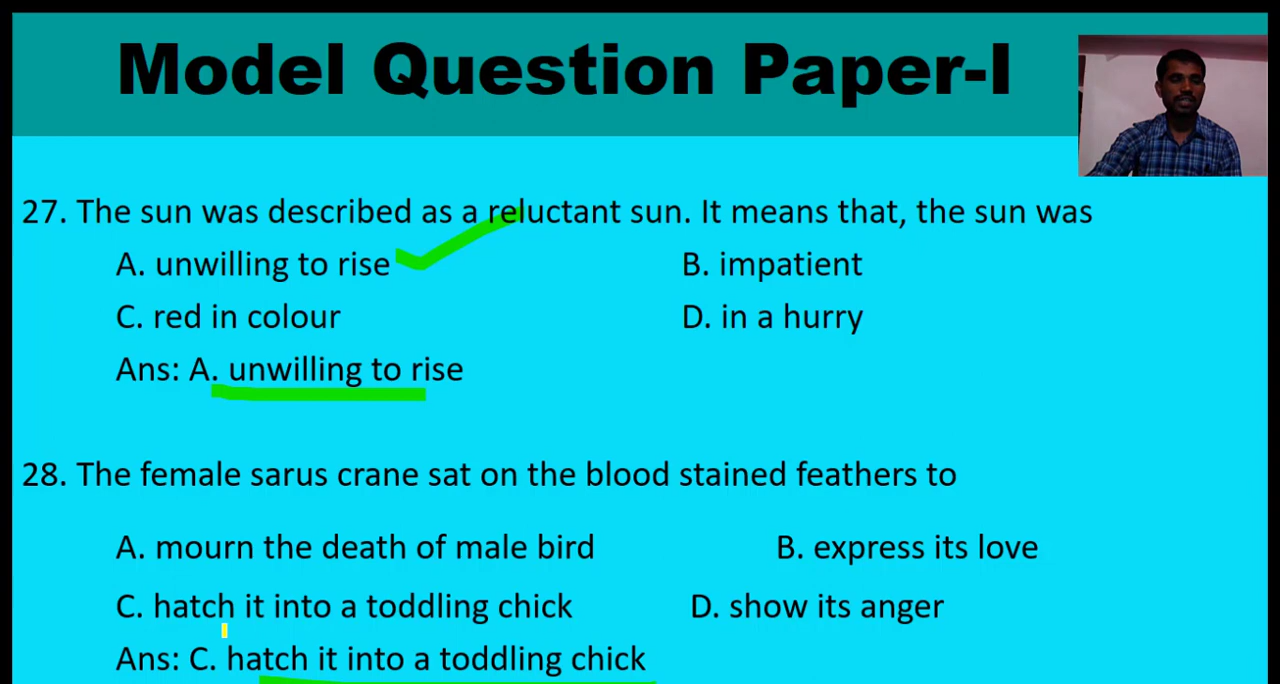 Model Question Paper-I
27. The sun was described as a reluctant sun. It means that, the sun was
A. unwilling to rise B. impatient
C. red in colour D. in a hurry
Ans: A. unwilling to rise
28. The female sarus crane sat on the blood stained feathers to
A. mourn the death of male bird B. express its love
C. hatch it into a toddling chick D. show its anger
Ans: C. hatch it into a toddling chick